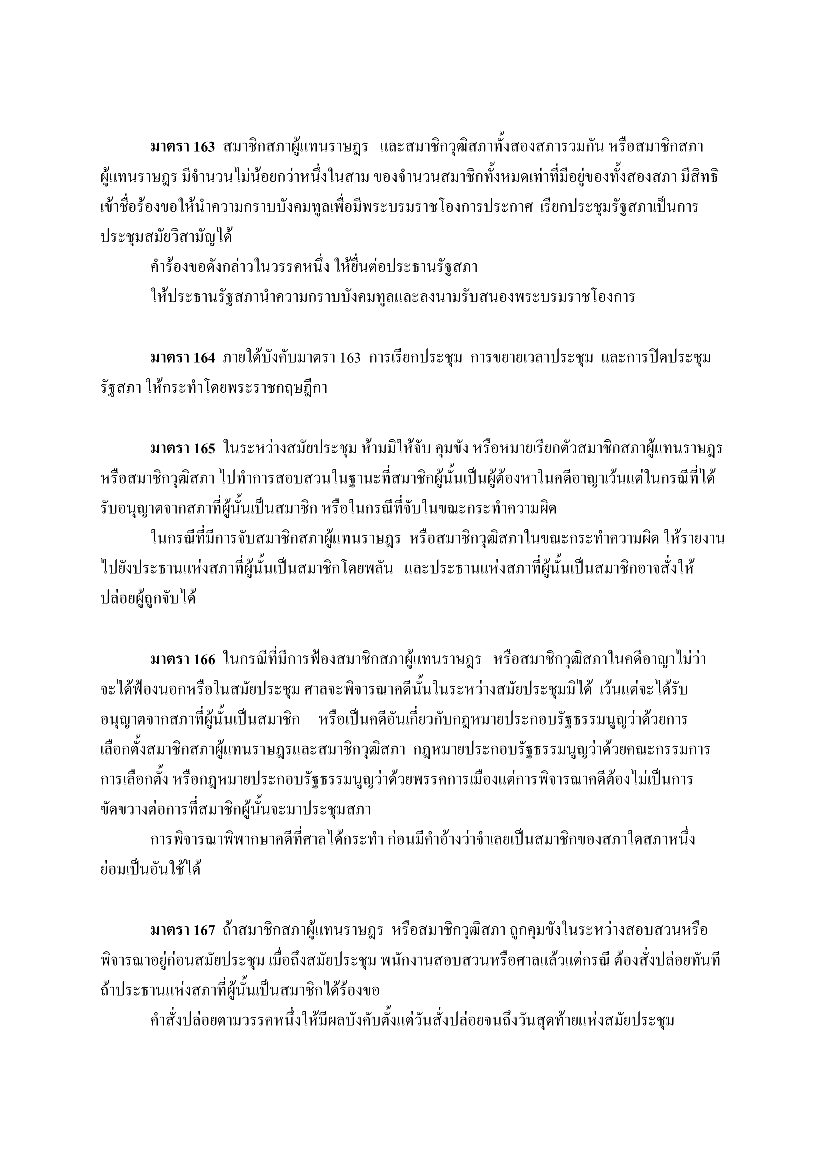 มาตรา 163 สมาชิกสภาผู้แทนราษฎร และสมาชิกวุฒิสภาทั้งสองสภารวมกัน หรือสมาชิกสภา
ผู้แทนราษฎร มีจำนวนไม่น้อยกว่าหนึ่งในสาม ของจำนวนสมาชิกทั้งหมดเท่าที่มีอยู่ของทั้งสองสภา มีสิทธิ
เข้าชื่อร้องขอให้นำความกราบบังคมทูลเพื่อมีพระบรมราชโองการประกาศ เรียกประชุมรัฐสภาเป็นการ
ประชุมสมัยวิสามัญได้
คำร้องขอดังกล่าวในวรรคหนึ่ง ให้ยื่นต่อประธานรัฐสภา
ให้ประธานรัฐสภานำความกราบบังคมทูลและลงนามรับสนองพระบรมราชโองการ
มาตรา 164 ภายใต้บังคับมาตรา 163 การเรียกประชุม การขยายเวลาประชุม และการปิดประชุม
รัฐสภา ให้กระทำโดยพระราชกฤษฎีกา
มาตรา 165 ในระหว่างสมัยประชุม ห้ามมิให้จับ คุมขัง หรือหมายเรียกตัวสมาชิกสภาผู้แทนราษฎร
หรือสมาชิกวุฒิสภา ไปทำการสอบสวนในฐานะที่สมาชิกผู้นั้นเป็นผู้ต้องหาในคดีอาญาเว้นแต่ในกรณีที่ได้
รับอนุญาตจากสภาที่ผู้นั้นเป็นสมาชิก หรือในกรณีที่จับในขณะกระทำความผิด
ในกรณีที่มีการจับสมาชิกสภาผู้แทนราษฎร หรือสมาชิกวุฒิสภาในขณะกระทำความผิด ให้รายงาน
ไปยังประธานแห่งสภาที่ผู้นั้นเป็นสมาชิกโดยพลัน และประธานแห่งสภาที่ผู้นั้นเป็นสมาชิกอาจสั่งให้
ปล่อยผู้ถูกจับได้
มาตรา 166 ในกรณีที่มีการฟ้องสมาชิกสภาผู้แทนราษฎร หรือสมาชิกวุฒิสภาในคดีอาญาไม่ว่า
จะได้ฟ้องนอกหรือในสมัยประชุม ศาลจะพิจารณาคดีนั้นในระหว่างสมัยประชุมมิได้ เว้นแต่จะได้รับ
อนุญาตจากสภาที่ผู้นั้นเป็นสมาชิก หรือเป็นคดีอันเกี่ยวกับกฎหมายประกอบรัฐธรรมนูญว่าด้วยการ
เลือกตั้งสมาชิกสภาผู้แทนราษฎรและสมาชิกวุฒิสภา กฎหมายประกอบรัฐธรรมนูญว่าด้วยคณะกรรมการ
การเลือกตั้ง หรือกฎหมายประกอบรัฐธรรมนูญว่าด้วยพรรคการเมืองแต่การพิจารณาคดีต้องไม่เป็นการ
ขัดขวางต่อการที่สมาชิกผู้นั้นจะมาประชุมสภา
การพิจารณาพิพากษาคดีที่ศาลได้กระทำ ก่อนมีคำอ้างว่าจำเลยเป็นสมาชิกของสภาใดสภาหนึ่ง
ย่อมเป็นอันใช้ได้
มาตรา 167 ถ้าสมาชิกสภาผู้แทนราษฎร หรือสมาชิกวุฒิสภา ถูกคุมขังในระหว่างสอบสวนหรือ
พิจารณาอยู่ก่อนสมัยประชุม เมื่อถึงสมัยประชุม พนักงานสอบสวนหรือศาลแล้วแต่กรณี ต้องสั่งปล่อยทันที
ถ้าประธานแห่งสภาที่ผู้นั้นเป็นสมาชิกได้ร้องขอ
คำสั่งปล่อยตามวรรคหนึ่งให้มีผลบังคับตั้งแต่วันสั่งปล่อยจนถึงวันสุดท้ายแห่งสมัยประชุม